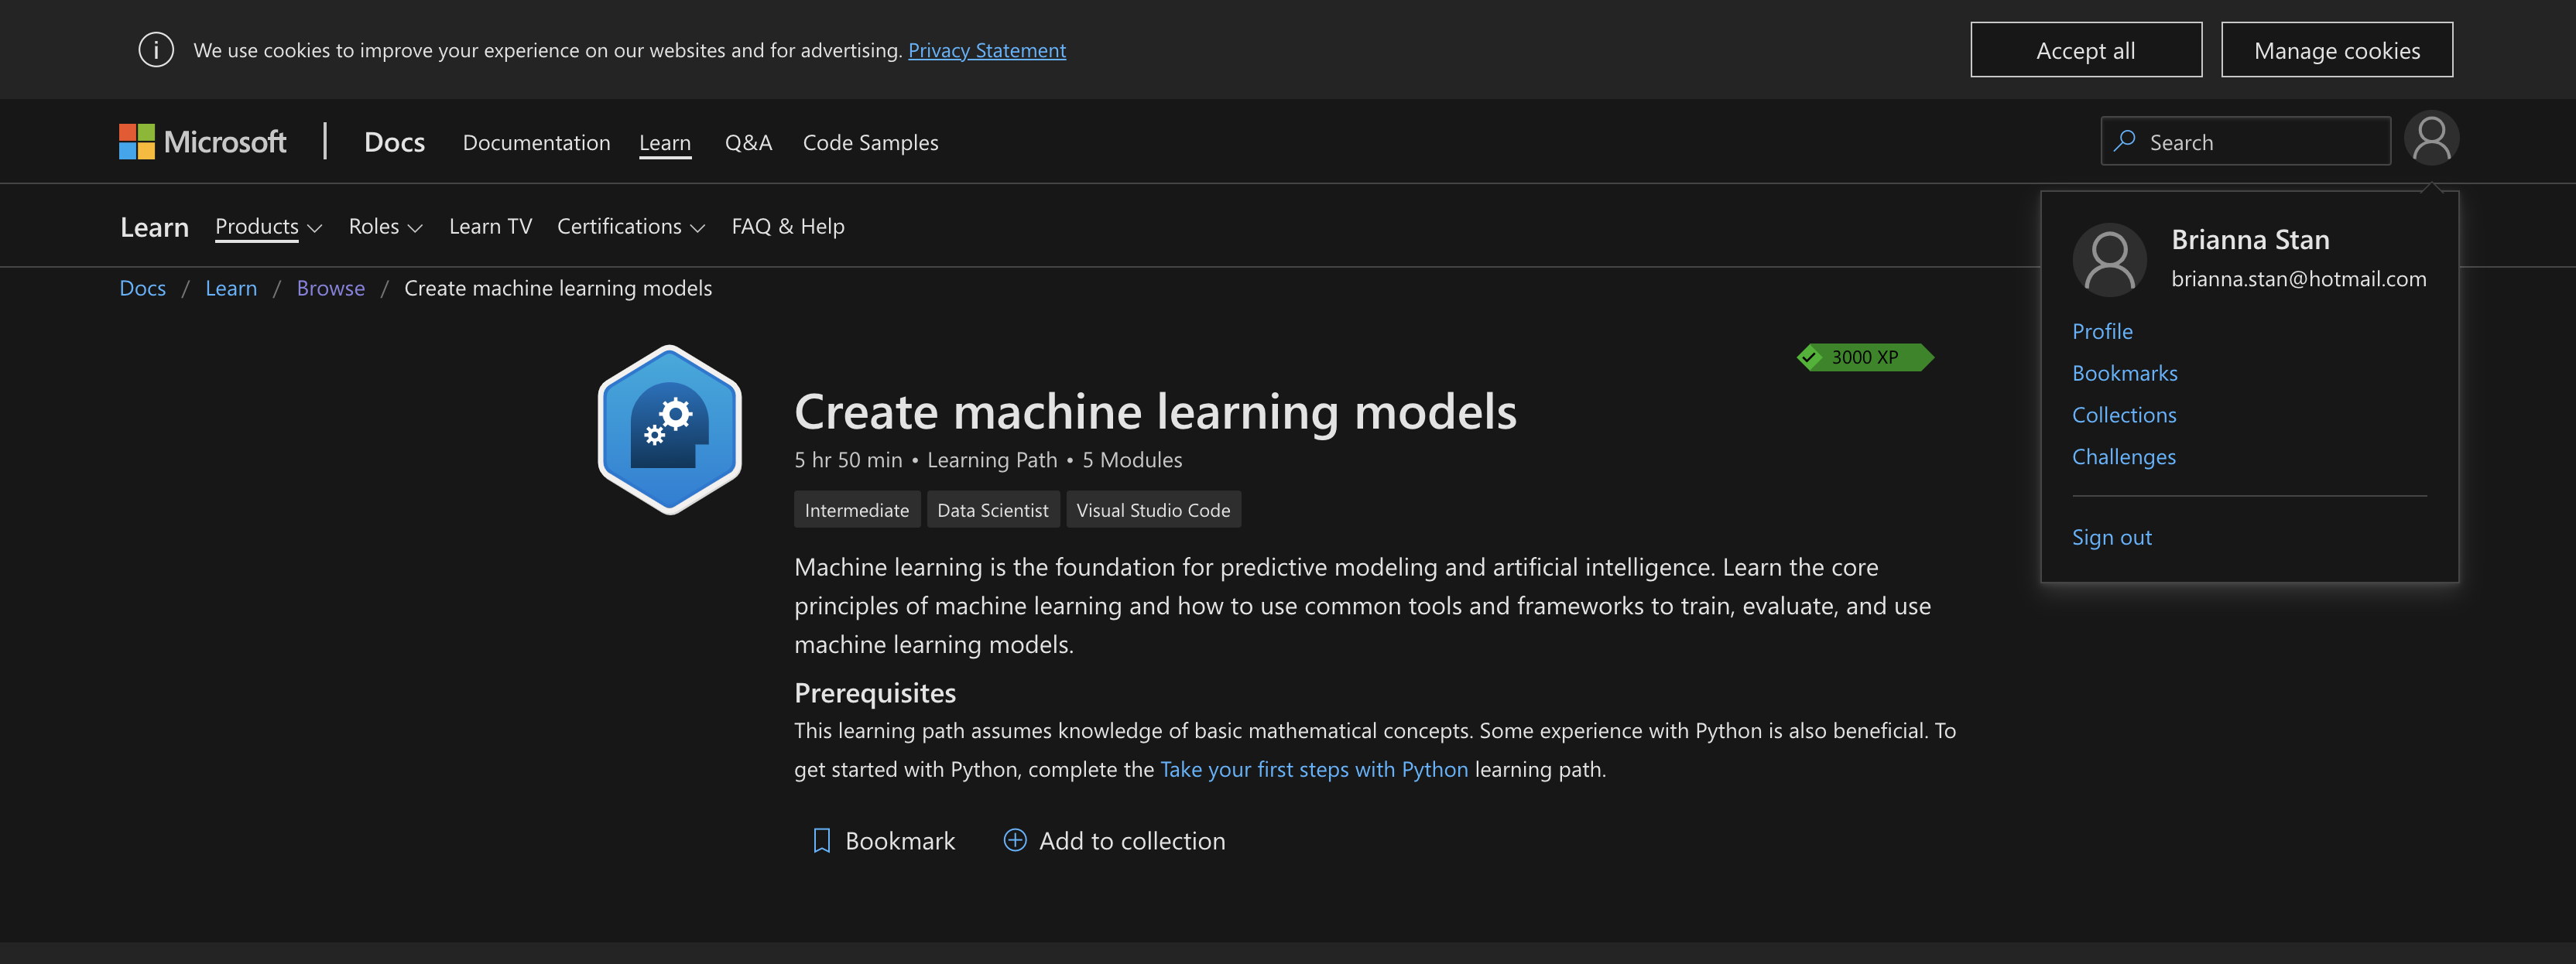 We use cookies to improve your experience on our websites and for advertising. Privacy Statement
Accept all
Manage cookies
Microsoft
Docs
Documentation
Learn
Q&A
Code Samples
Search
Learn
Products
Roles
Learn TV
Certifications
FAQ & Help
Docs / Learn / Browse / Create machine learning models
Brianna Stan
brianna.stan@hotmail.com
Profile
Bookmarks
Collections
Challenges
Sign out
3000 XP
Create machine learning models
5 hr 50 min • Learning Path • 5 Modules
Intermediate
Data Scientist
Visual Studio Code
Machine learning is the foundation for predictive modeling and artificial intelligence. Learn the core
principles of machine learning and how to use common tools and frameworks to train, evaluate, and use
machine learning models.
Prerequisites
This learning path assumes knowledge of basic mathematical concepts. Some experience with Python is also beneficial. To
get started with Python, complete the Take your first steps with Python learning path.
Bookmark
Add to collection